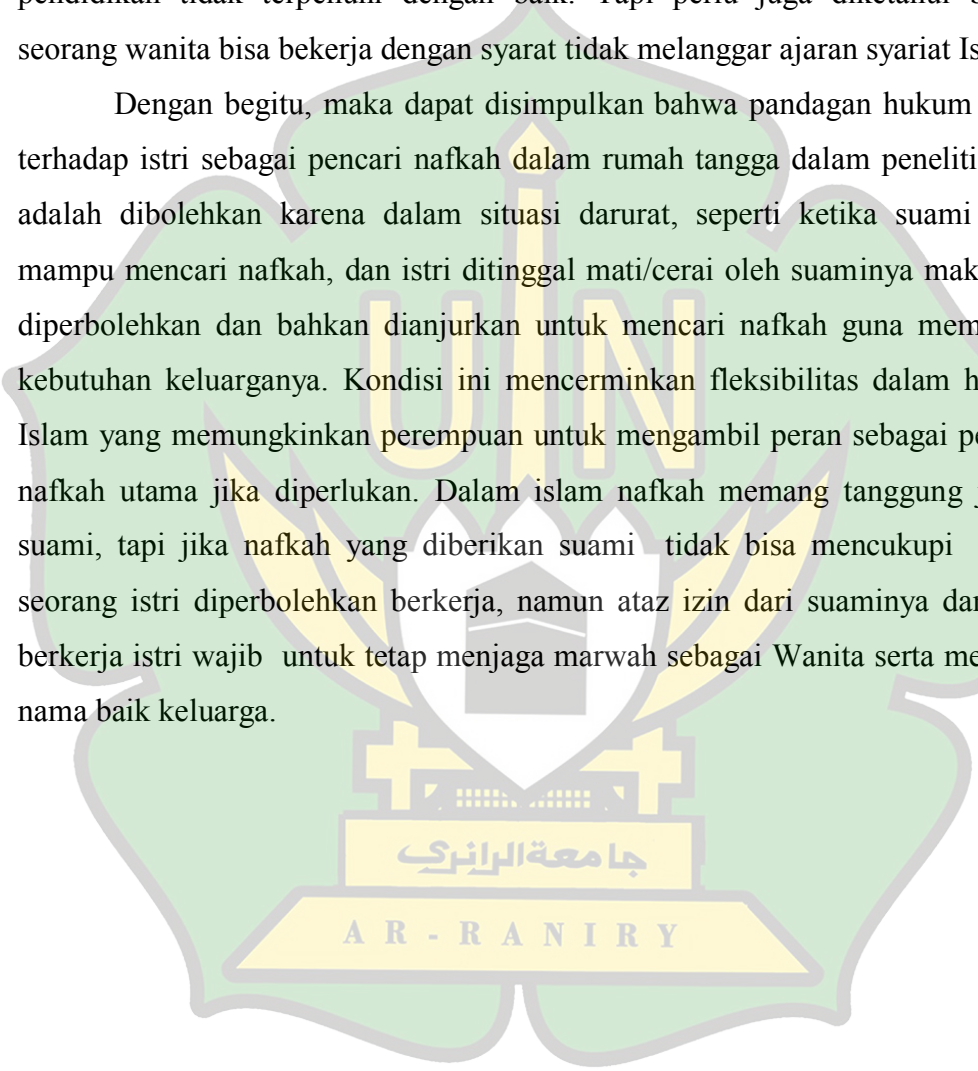 pendidikan tidak terpenuhi dengan baik. Tapi perlu juga diketahui
seorang wanita bisa bekerja dengan syarat tidak melanggar ajaran syariat Is
Dengan begitu, maka dapat disimpulkan bahwa pandagan hukum
terhadap istri sebagai pencari nafkah dalam rumah tangga dalam peneliti
adalah dibolehkan karena dalam situasi darurat, seperti ketika suami
mampu mencari nafkah, dan istri ditinggal mati/cerai oleh suaminya mak
diperbolehkan dan bahkan dianjurkan untuk mencari nafkah guna mem
kebutuhan keluarganya. Kondisi ini mencerminkan fleksibilitas dalam h
Islam yang memungkinkan perempuan untuk mengambil peran sebagai pe
nafkah utama jika diperlukan. Dalam islam nafkah memang tanggung j
suami, tapi jika nafkah yang diberikan suami tidak bisa mencukupi
seorang istri diperbolehkan berkerja, namun ataz izin dari suaminya dan
berkerja istri wajib untuk tetap menjaga marwah sebagai Wanita serta me
nama baik keluarga.
UIN
جامعةالرانري
AR-RANIRY